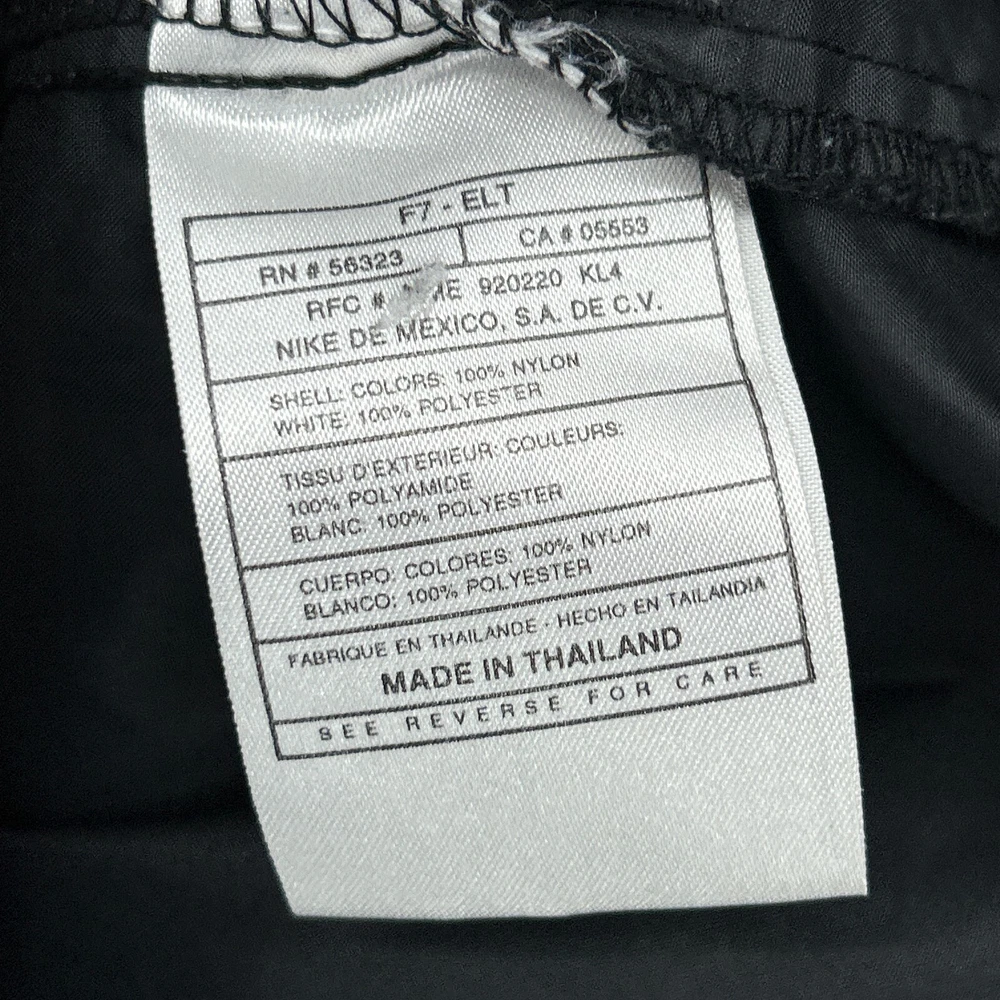 F7 - ELT
RN # 56323
CA # 05553
RFC # 920220 KL4
NIKE DE MEXICO, S.A. DE C.V.
SHELL: COLORS: 100% NYLON
WHITE: 100% POLYESTER
TISSU D'EXTERIEUR: COULEURS:
100% POLYAMIDE
BLANC: 100% POLYESTER
CUERPO: COLORES: 100% NYLON
BLANCO: 100% POLYESTER
FABRIQUE EN THAILANDE · HECHO EN TAILANDIA
MADE IN THAILAND
SEE REVERSE FOR CARE